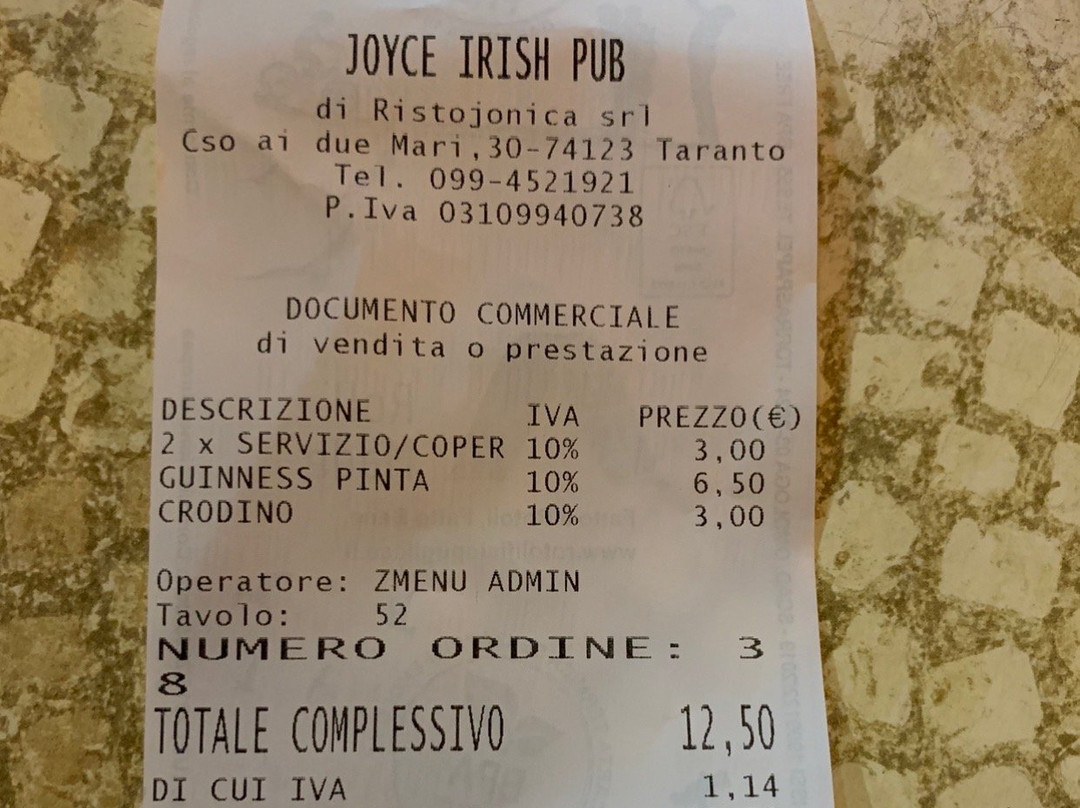 JOYCE IRISH PUB
di Ristojonica srl
Cso ai due Mari,30-74123 Taranto
Tel. 099-4521921
P.Iva 03109940738
DOCUMENTO COMMERCIALE
di vendita o prestazione
DESCRIZIONE IVA PREZZO(€)
2 x SERVIZIO/COPER 10% 3,00
GUINNESS PINTA 10% 6,50
CRODINO 10% 3,00
Operatore: ZMENU ADMIN
Tavolo: 52
NUMERO ORDINE: 3
8
TOTALE COMPLESSIVO 12,50
DI CUI IVA 1,14